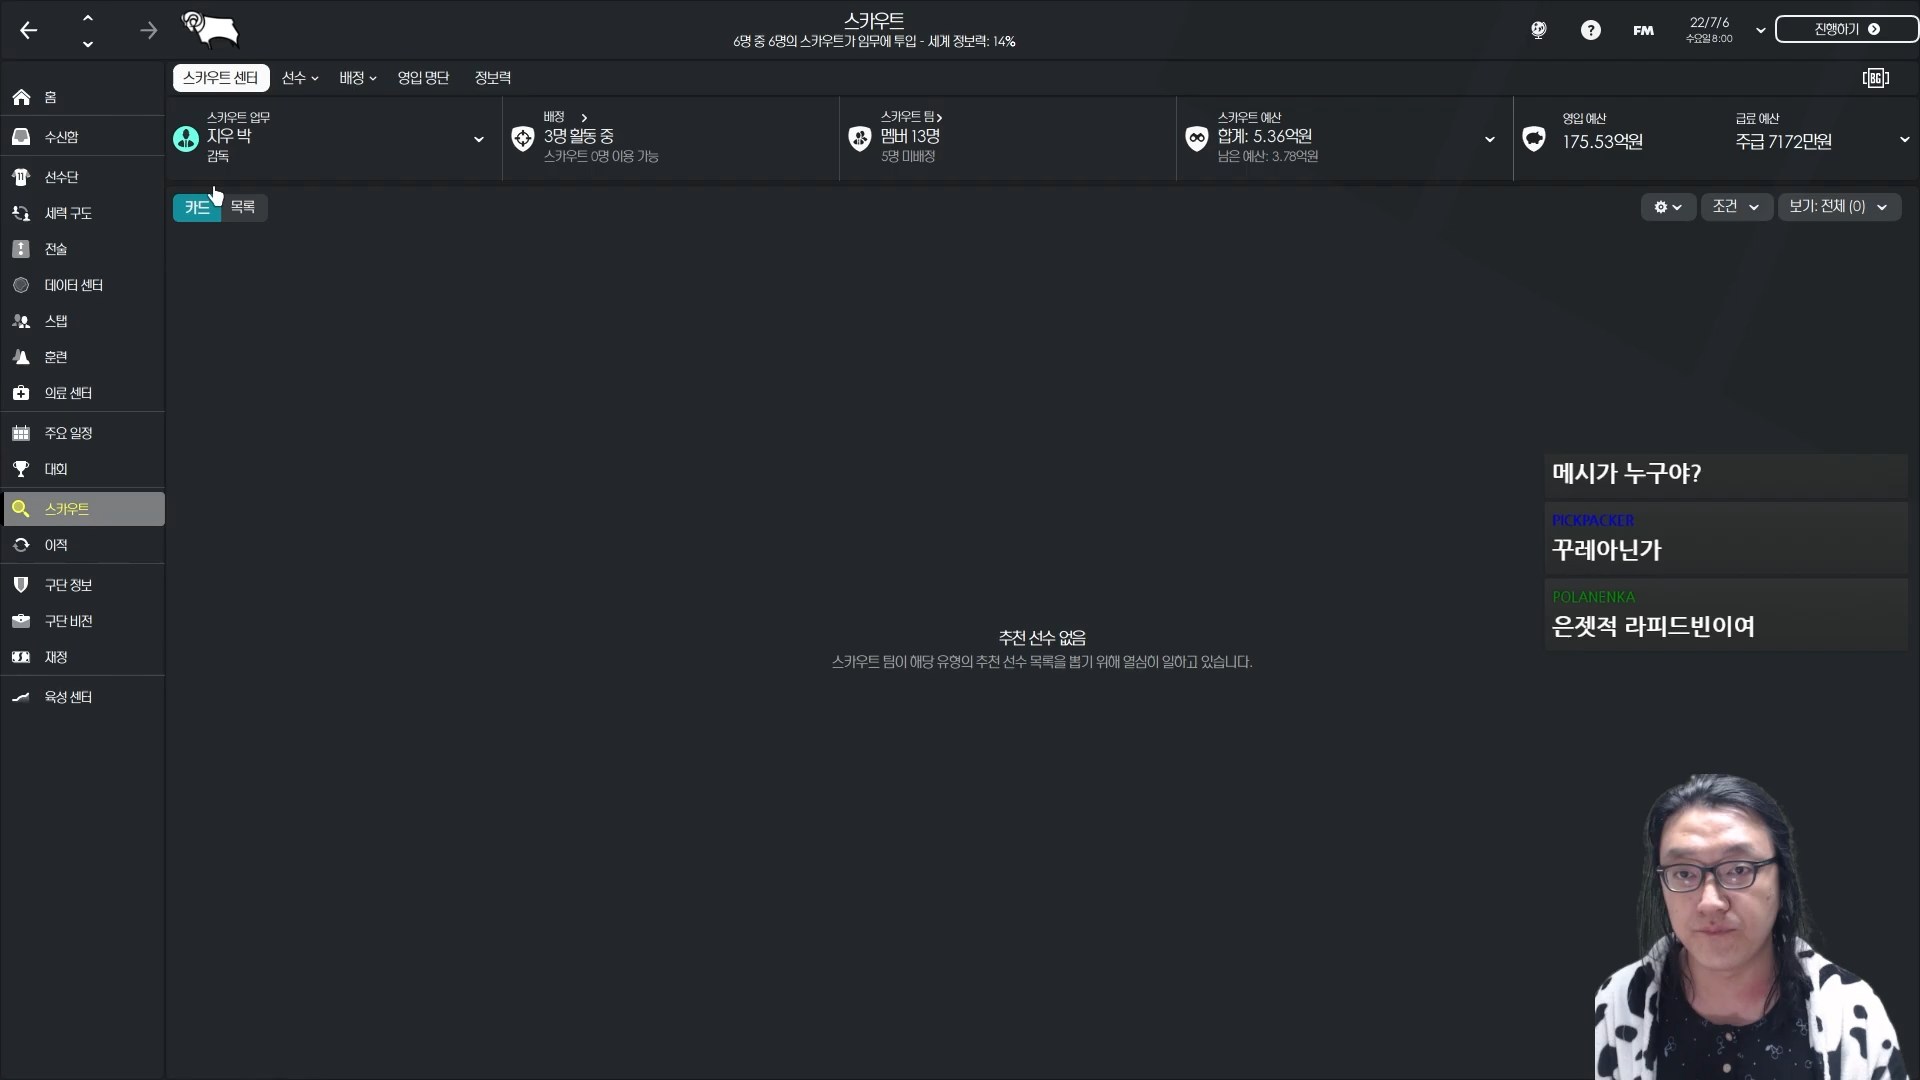 스카우트
6명 중 6명의 스카우트가 임무에 투입 - 세계 정보력: 14%
FM
22/7/6
수요일 8:00
진행하기
스카우트 센터
선수
배정
영입 명단
정보력
BG
홈
수신함
선수단
세력 구도
전술
데이터 센터
스탭
훈련
의료 센터
주요 일정
대회
스카우트
이적
구단 정보
구단 비전
재정
육성 센터
스카우트 업무
지우 박
감독
배정
3명 활동 중
스카우트 0명 이용 가능
스카우트 팀
멤버 13명
5명 미배정
스카우트 예산
합계: 5.36억원
남은 예산: 3.78억원
영입 예산
175.53억원
급료 예산
주급 7172만원
카드
목록
조건
보기: 전체 (0)
추천 선수 없음
스카우트 팀이 해당 유형의 추천 선수 목록을 뽑기 위해 열심히 일하고 있습니다.
메시가 누구야?
PICKPACKER
꾸레아닌가
POLANENKA
은젯적 라피드빈이여